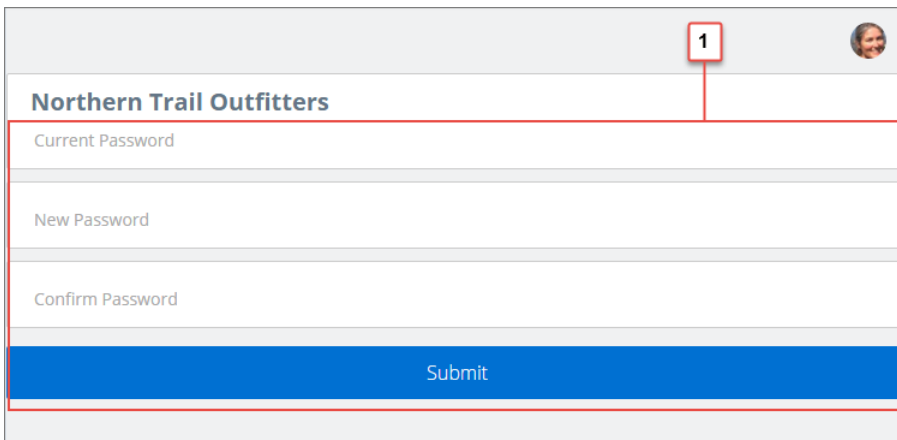 1
Northern Trail Outfitters
Current Password
New Password
Confirm Password
Submit